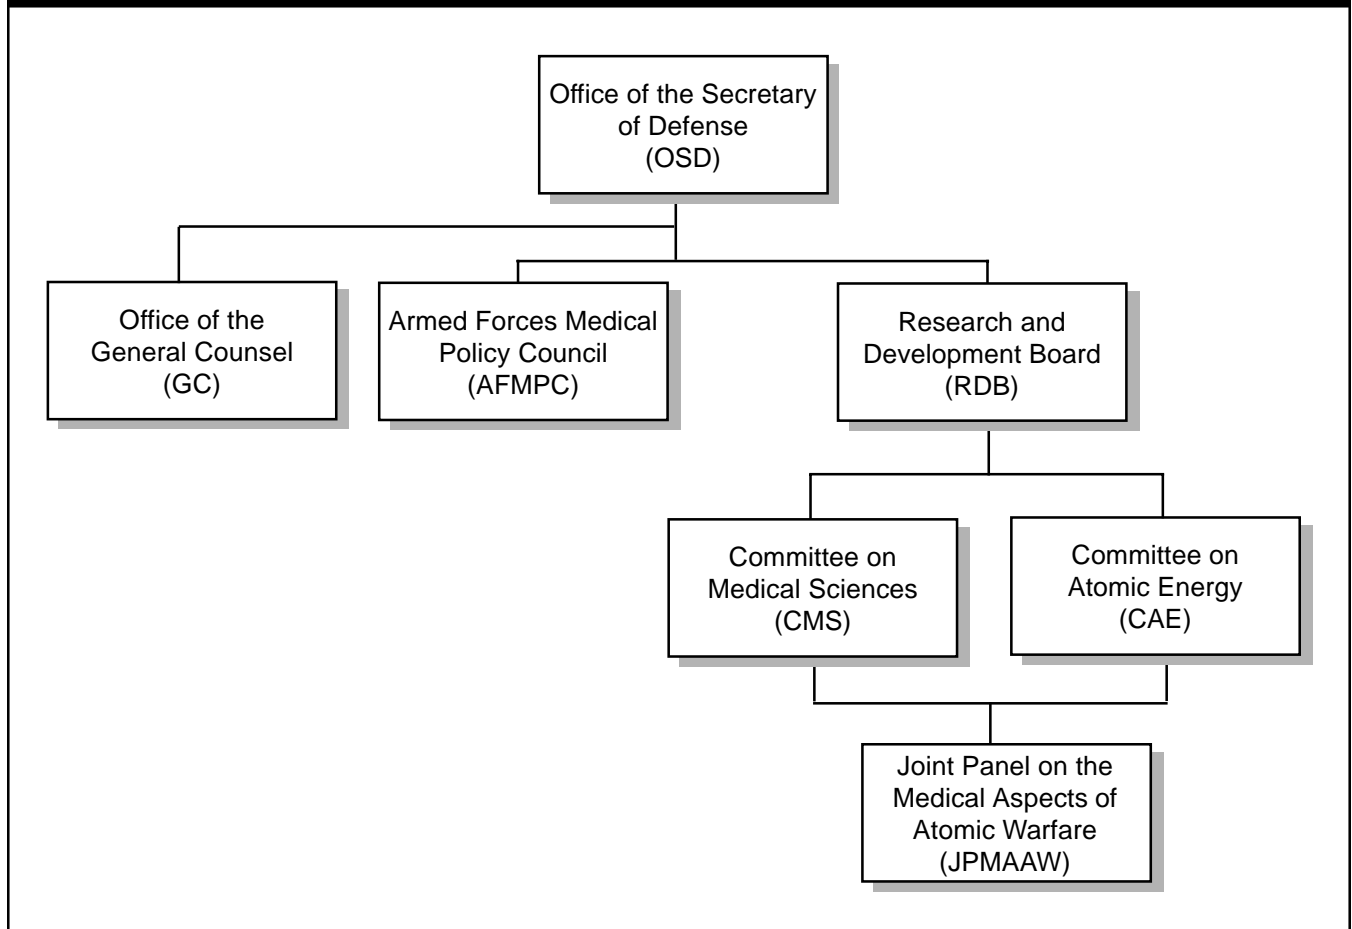 Office of the Secretary
of Defense
(OSD)
Office of the
General Counsel
(GC)
Armed Forces Medical
Policy Council
(AFMPC)
Research and
Development Board
(RDB)
Committee on
Medical Sciences
(CMS)
Committee on
Atomic Energy
(CAE)
Joint Panel on the
Medical Aspects of
Atomic Warfare
(JPMAAW)